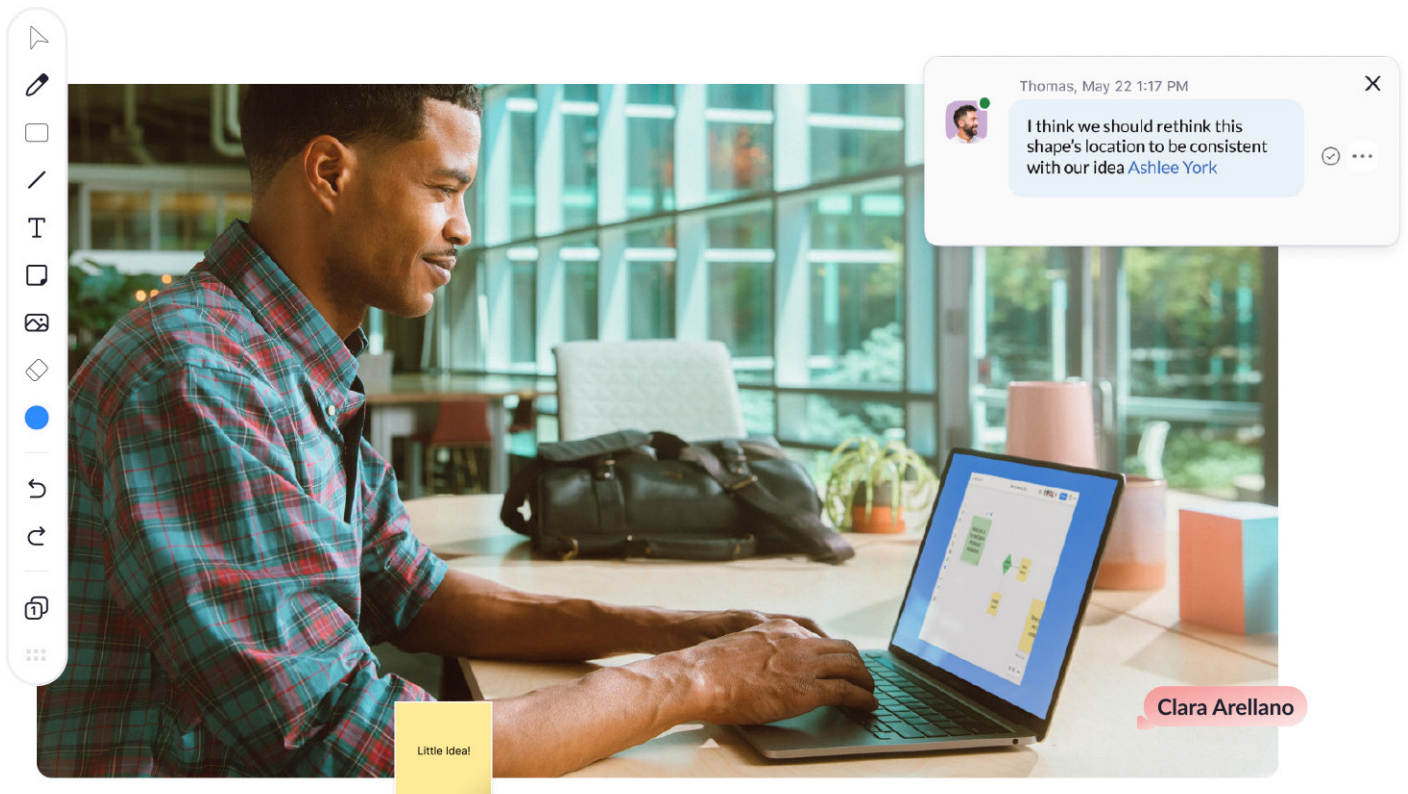 Thomas, May 22 1:17 PM
I think we should rethink this
shape's location to be consistent
with our idea Ashlee York
Clara Arellano
Little Idea!